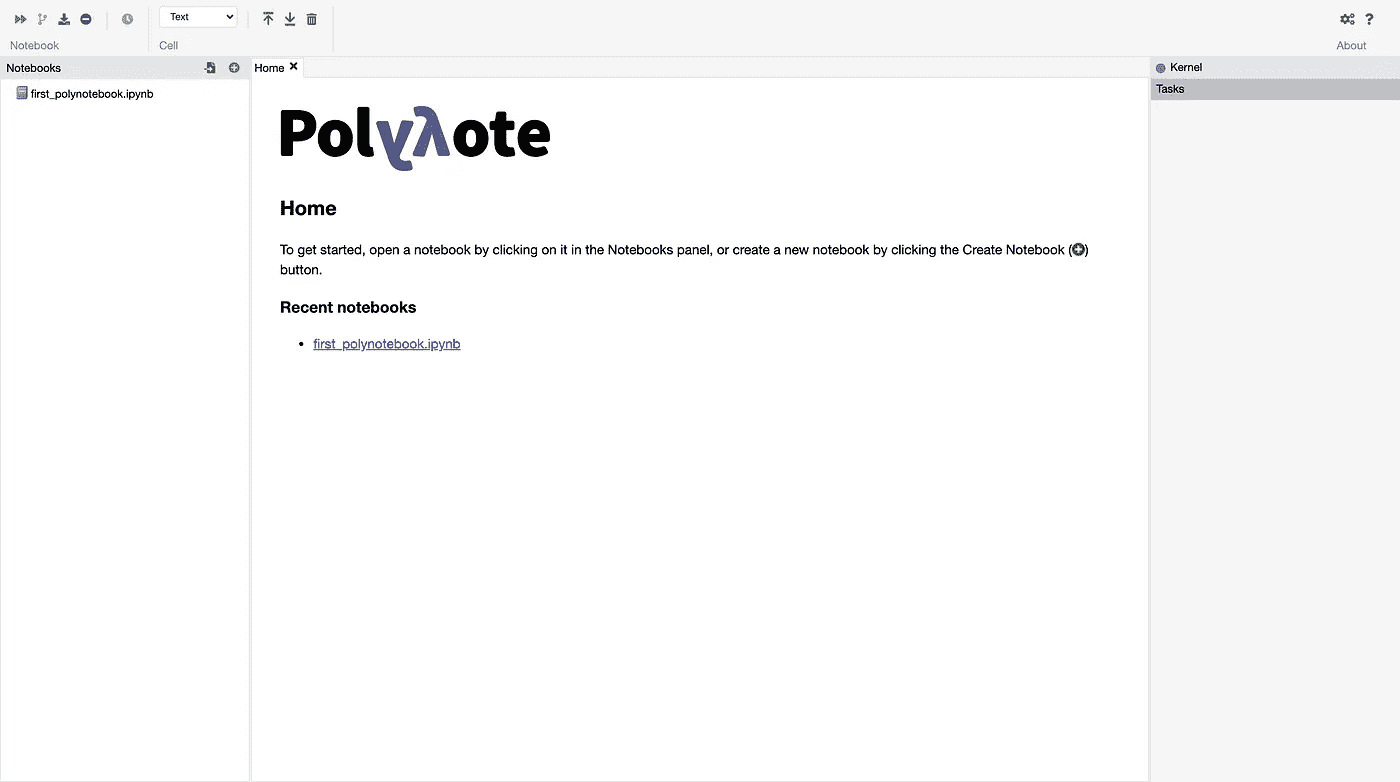 Text
Notebook
Cell
About
Notebooks
Home
Kernel
first_polynotebook.ipynb
Tasks
Polyλote
Home
To get started, open a notebook by clicking on it in the Notebooks panel, or create a new notebook by clicking the Create Notebook ( )
button.
Recent notebooks
• first_polynotebook.ipynb